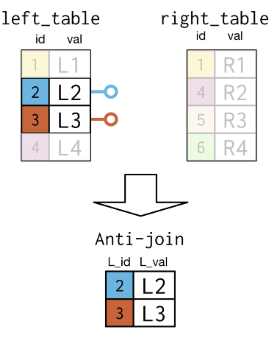 left_table right_table
id val id val
1 L1 1 R1
2 L2 4 R2
3 L3 5 R3
4 L4 6 R4
Anti-join
L_id L_val
2 L2
3 L3